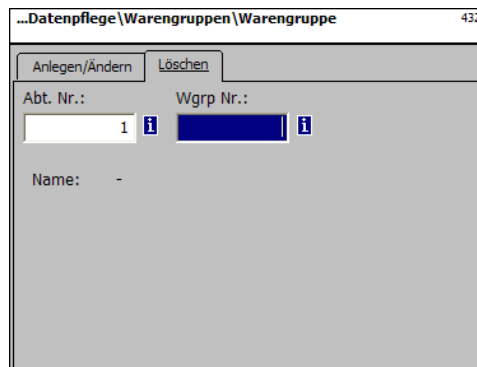 ...Datenpflege\Warengruppen\Warengruppe 432
Anlegen/Ändern Löschen
Abt. Nr.: Wgrp Nr.:
1 i i
Name: -